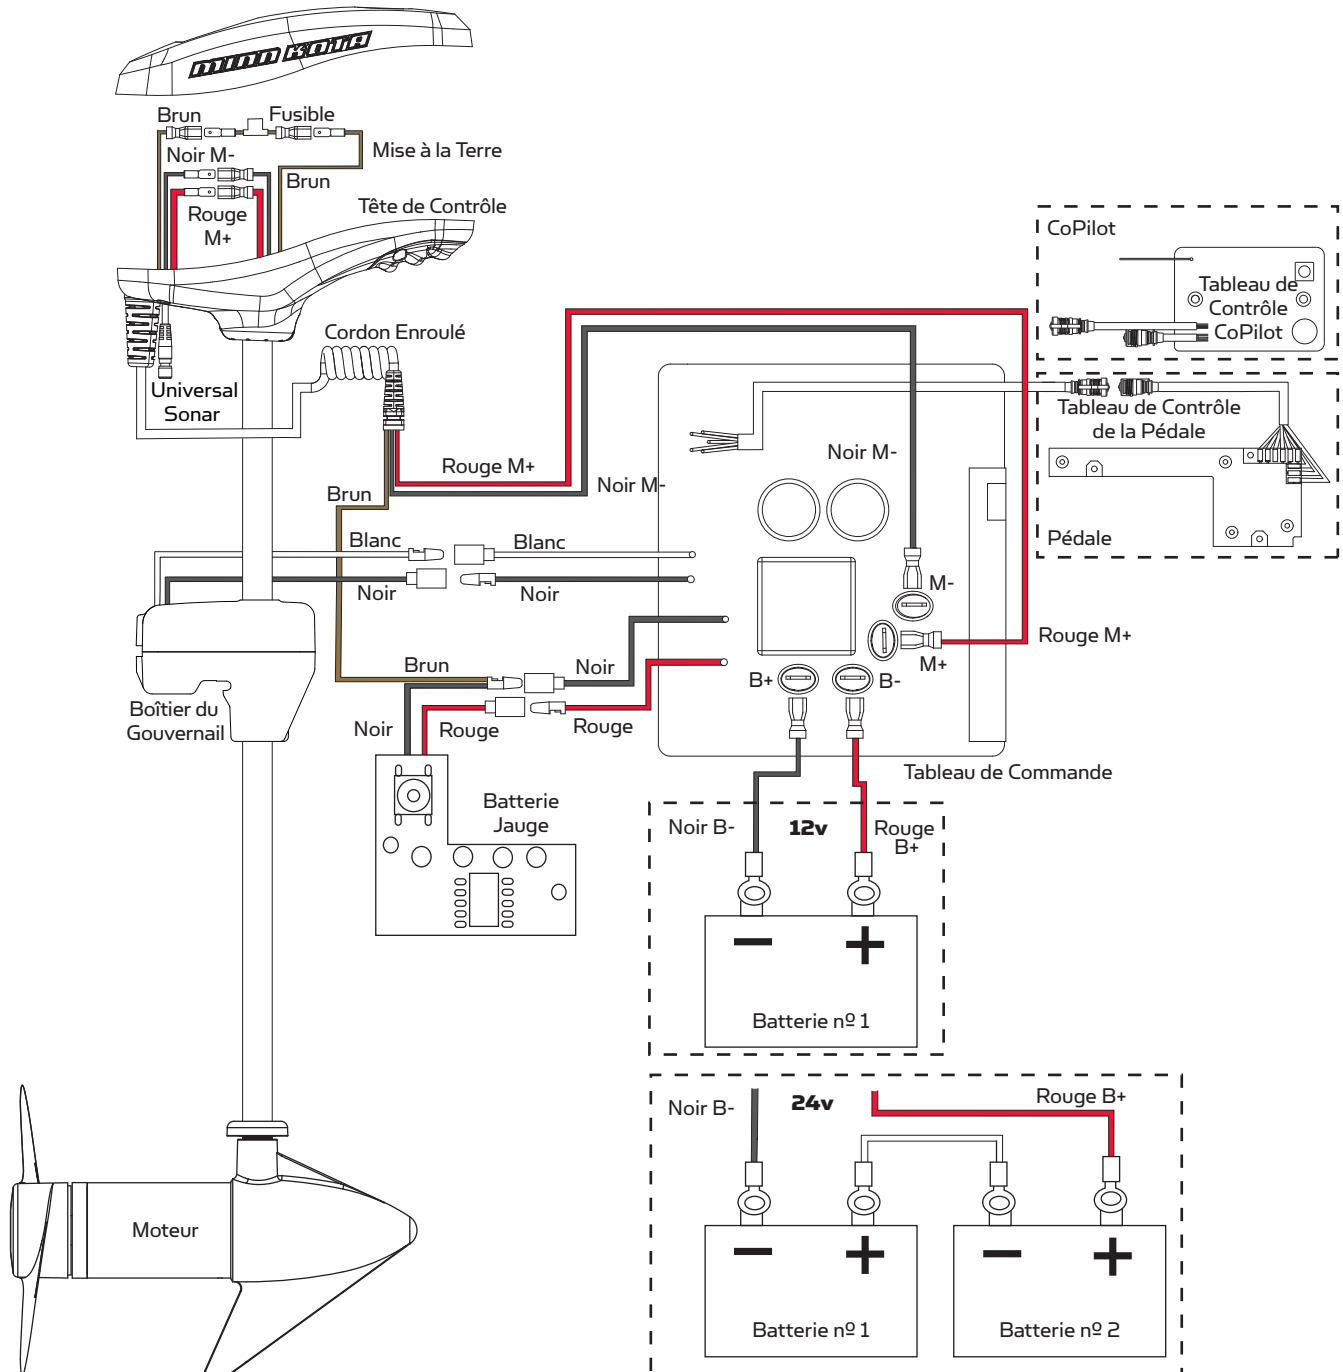 MINN KOTA
Brun
Fusible
Noir M-
Mise à la Terre
Brun
Rouge
M+
Tête de Contrôle
CoPilot
Tableau de
Contrôle
CoPilot
Cordon Enroulé
Universal
Sonar
Tableau de Contrôle
de la Pédale
Pédale
Rouge M+
Noir M-
Noir M-
Brun
Blanc
Blanc
Noir
Noir
M-
Rouge M+
M+
Brun
Noir
B+
B-
Boîtier du
Gouvernail
Noir
Rouge
Rouge
Tableau de Commande
Batterie
Jauge
Noir B-
12v
Rouge
B+
Batterie nº 1
Noir B-
24v
Rouge B+
Moteur
Batterie nº 1
Batterie nº 2